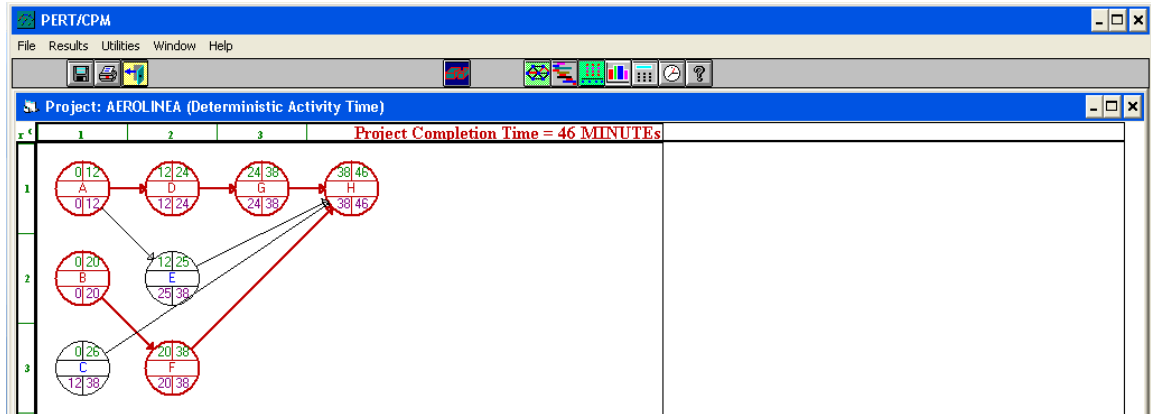 PERT/CPM
File Results Utilities Window Help
?
Project: AEROLINEA (Deterministic Activity Time)
r c 1 2 3 Project Completion Time = 46 MINUTEs
0 12 12 24 24 38 38 46
1 A D G H
0 12 12 24 24 38 38 46
0 20 12 25
2 B E
0 20 25 38
0 26 20 38
3 C F
12 38 20 38